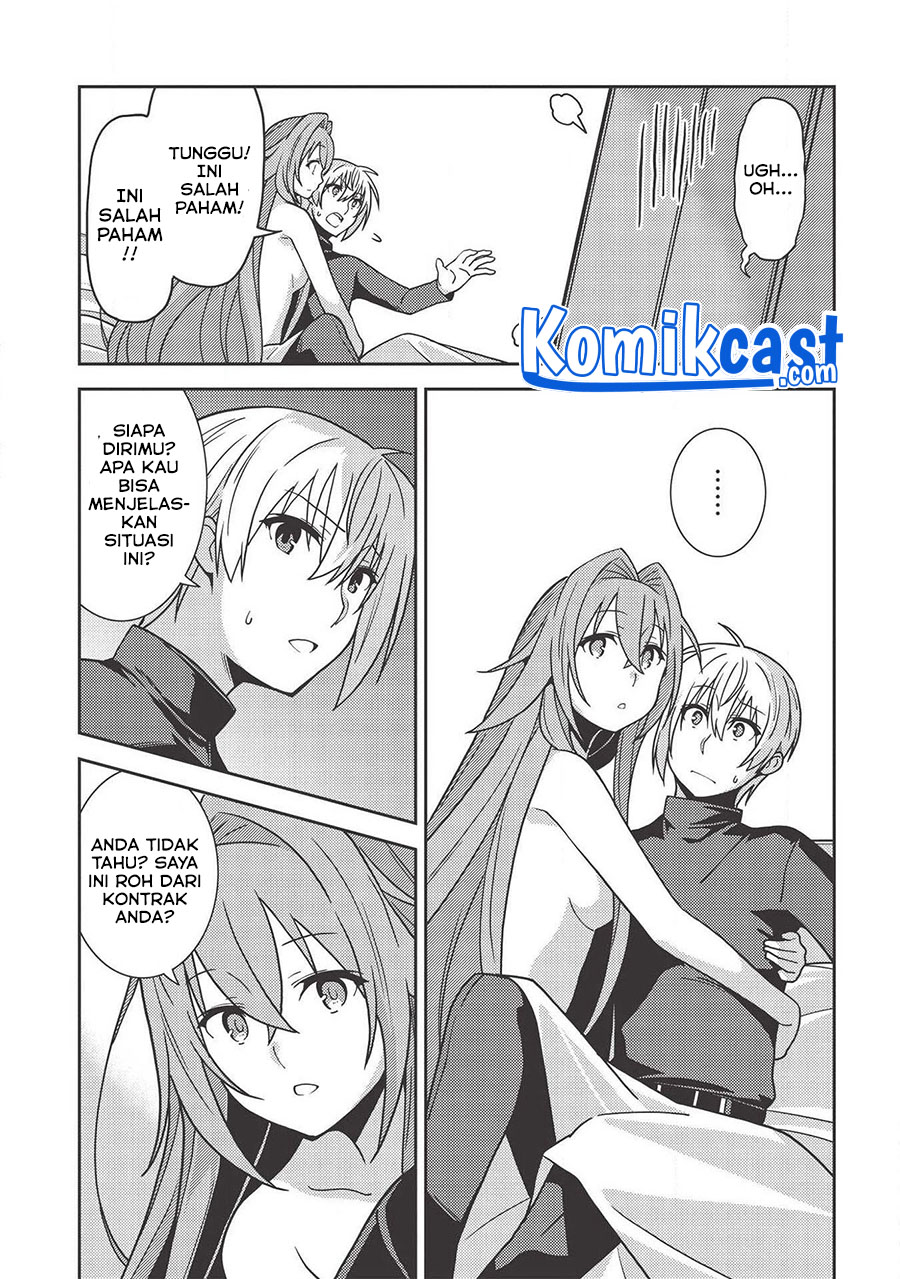 UGH...
OH...
TUNGGU!
INI
SALAH
PAHAM!
INI
SALAH
PAHAM
!!
Komikcast
.com
......
SIAPA
DIRIMU?
APA KAU
BISA
MENJELAS-
KAN
SITUASI
INI?
ANDA TIDAK
TAHU? SAYA
INI ROH DARI
KONTRAK
ANDA?